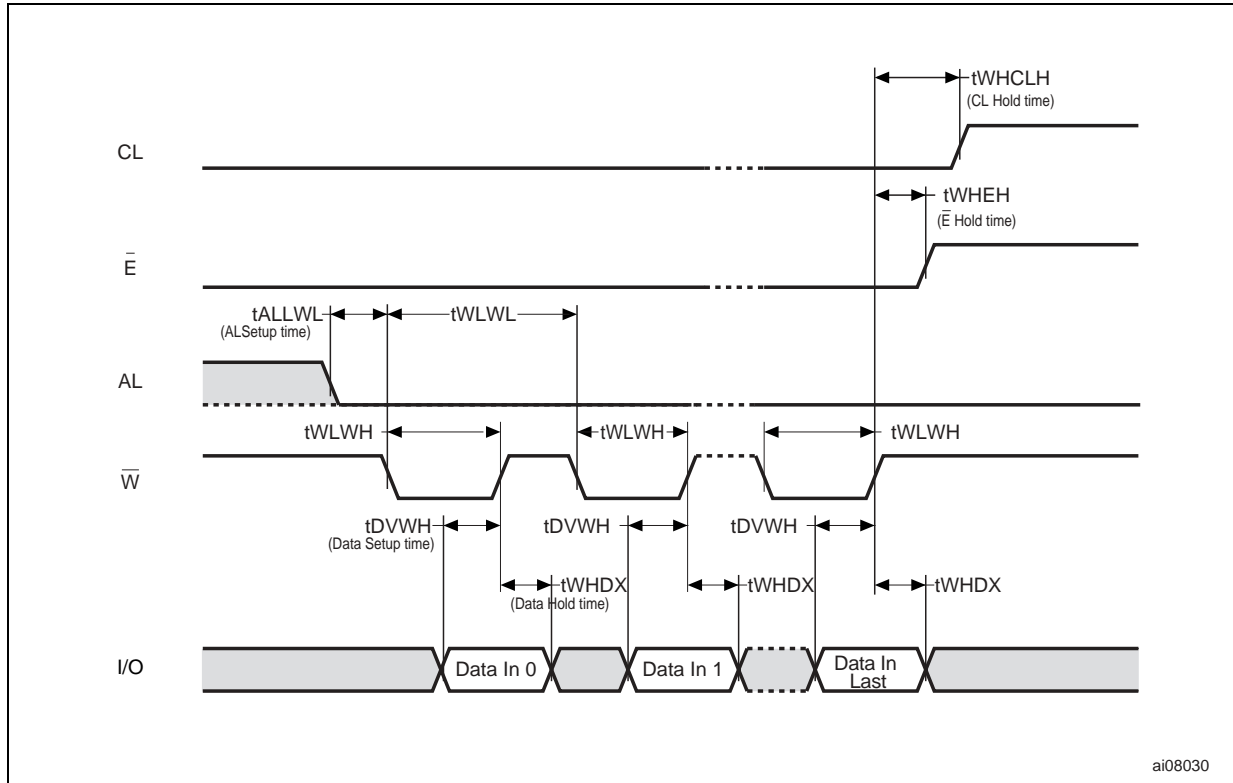 tWHCLH
(CL Hold time)
CL
tWHEH
(E̅ Hold time)
E̅
tALLWL
(ALSetup time)
tWLWL
AL
tWLWH
tWLWH
tWLWH
W̅
tDVWH
(Data Setup time)
tDVWH
tDVWH
tWHDX
(Data Hold time)
tWHDX
tWHDX
I/O
Data In 0
Data In 1
Data In
Last
ai08030